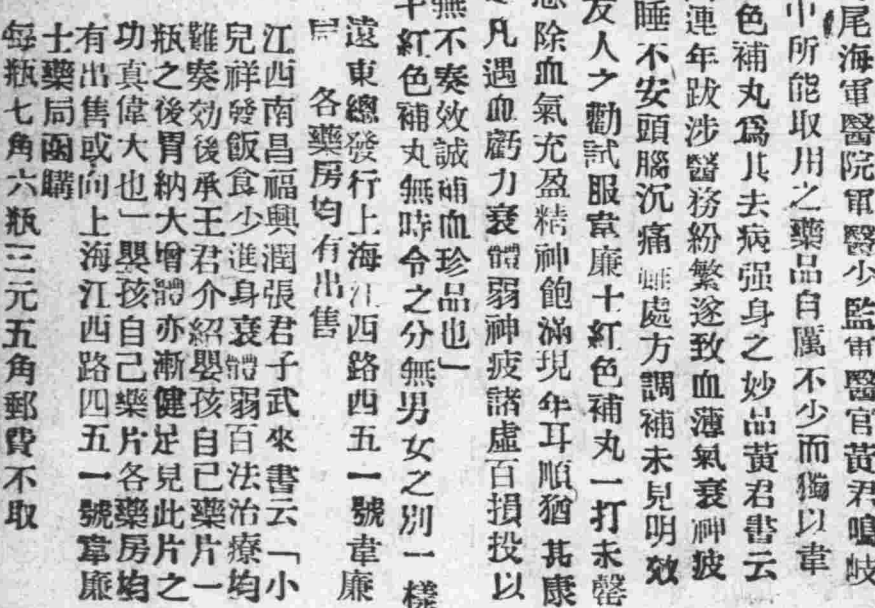 尾海軍醫院軍醫少監軍醫官黃君鳴岐
中所能取用之藥品自屬不少而獨以韋
色補丸為其去病强身之妙品黃君書云
連年跋涉醫務紛繁遂致血薄氣衰神疲
睡不安頭腦沉痛雖處方調補未見明效
友人之勸試服韋廉士紅色補丸一打未罄
除血氣充盈精神飽滿現年耳順猶甚康
凡遇血虧力衰體弱神疲諸虛百損投以
無不奏效誠補血珍品也」
士紅色補丸無時令之分無男女之別一樣
遠東總發行上海江西路四五一號韋廉
局 各藥房均有出售
江西南昌福興潤張君子武來書云「小
兒祥發飯食少進身衰體弱百法治療均
難奏効後承王君介紹嬰孩自己藥片一
瓶之後胃納大增體亦漸健足見此片之
功真偉大也」嬰孩自己藥片各藥房均
有出售或向上海江西路四五一號韋廉
士藥局函購
每瓶七角六瓶三元五角郵費不取